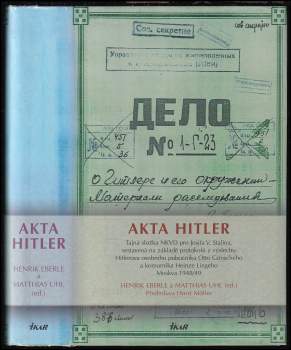 Сов. секретно
ДЕЛО
№ 1-Г-23
О Гитлере и его окружении
Материалы расследования
AKTA
HITLER
HENRIK EBERLE
a
MATTHIAS UHL
(ed.)
IKAR
AKTA HITLER
Tajná složka NKVD pro Josifa V. Stalina,
sestavená na základě protokolů z výslechu
Hitlerova osobního pobočníka Otto Günscheho
a komorníka Heinze Lingeho
Moskva 1948/49
HENRIK EBERLE a MATTHIAS UHL (ed.)
Předmluva Horst Möller